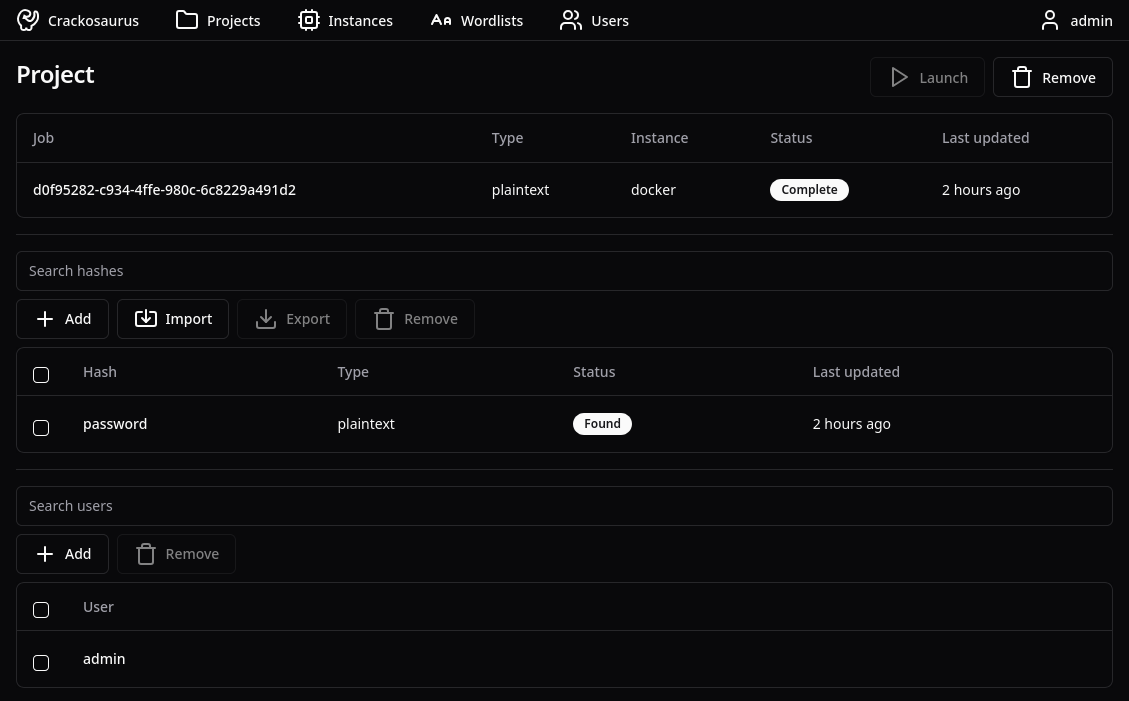 Crackosaurus Projects Instances Wordlists Users admin
Project Launch Remove
Job Type Instance Status Last updated
d0f95282-c934-4ffe-980c-6c8229a491d2 plaintext docker Complete 2 hours ago
Search hashes
Add Import Export Remove
Hash Type Status Last updated
password plaintext Found 2 hours ago
Search users
Add Remove
User
admin